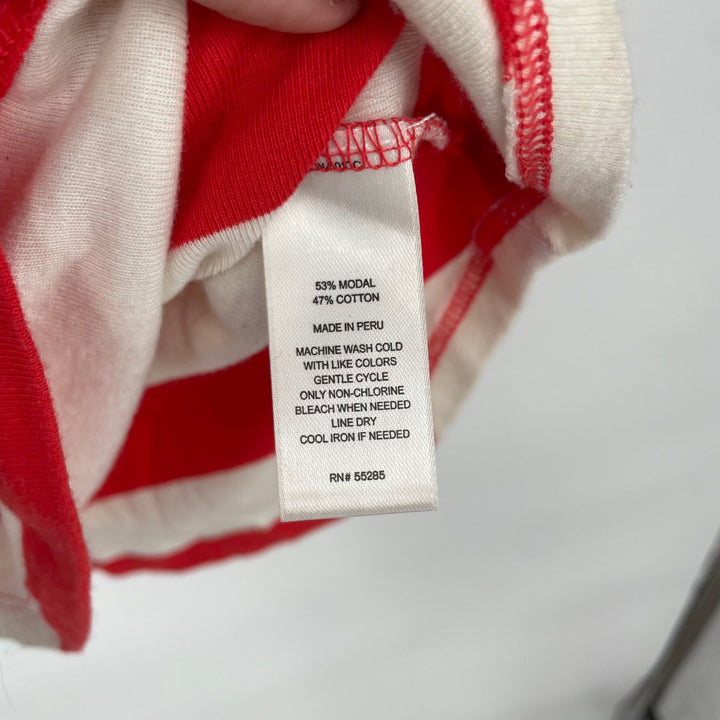 53% MODAL
47% COTTON
MADE IN PERU
MACHINE WASH COLD
WITH LIKE COLORS
GENTLE CYCLE
ONLY NON-CHLORINE
BLEACH WHEN NEEDED
LINE DRY
COOL IRON IF NEEDED
RN# 55285